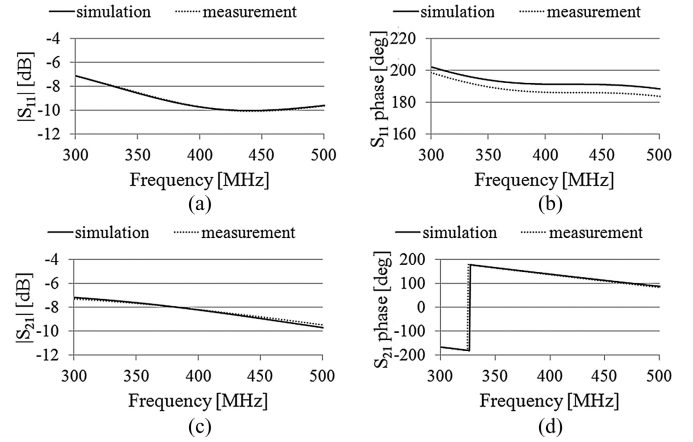 simulation measurement
-4
-6
-8
-10
-12
|S11| [dB]
300 350 400 450 500
Frequency [MHz]
(a)
simulation measurement
220
200
180
160
S11 phase [deg]
300 350 400 450 500
Frequency [MHz]
(b)
simulation measurement
-4
-6
-8
-10
-12
|S21| [dB]
300 350 400 450 500
Frequency [MHz]
(c)
simulation measurement
200
100
0
-100
-200
S21 phase [deg]
300 350 400 450 500
Frequency [MHz]
(d)